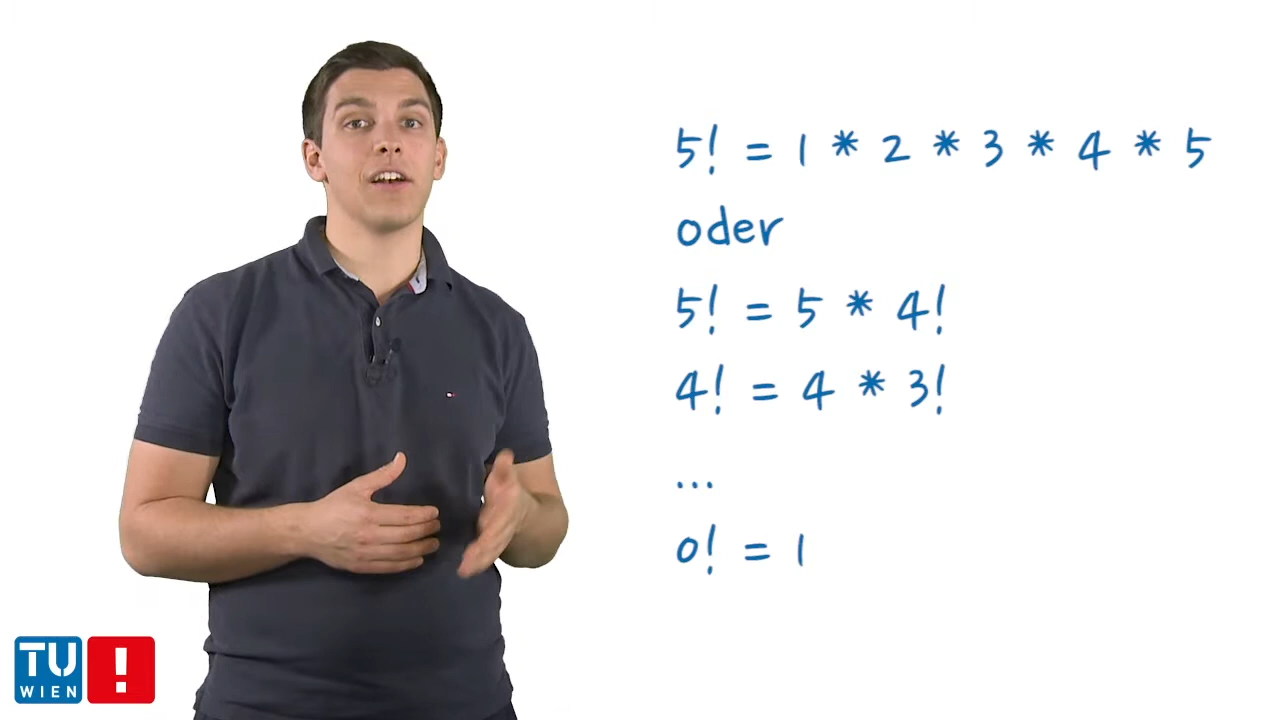 5! = 1 * 2 * 3 * 4 * 5
oder
5! = 5 * 4!
4! = 4 * 3!
...
0! = 1
TU !
WIEN